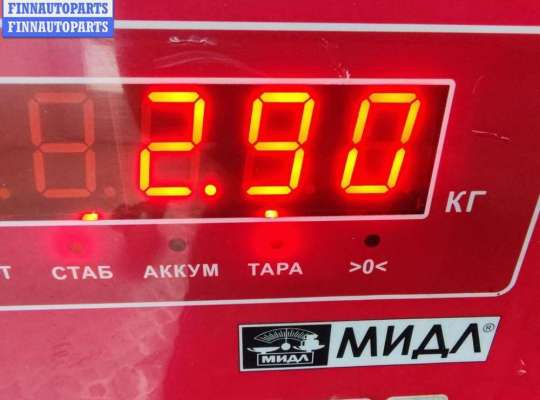 FINNAUTOPARTS
FINNAUTOPARTS
2.90
КГ
СТАБ АККУМ ТАРА >0<
МИДЛ МИДЛ®